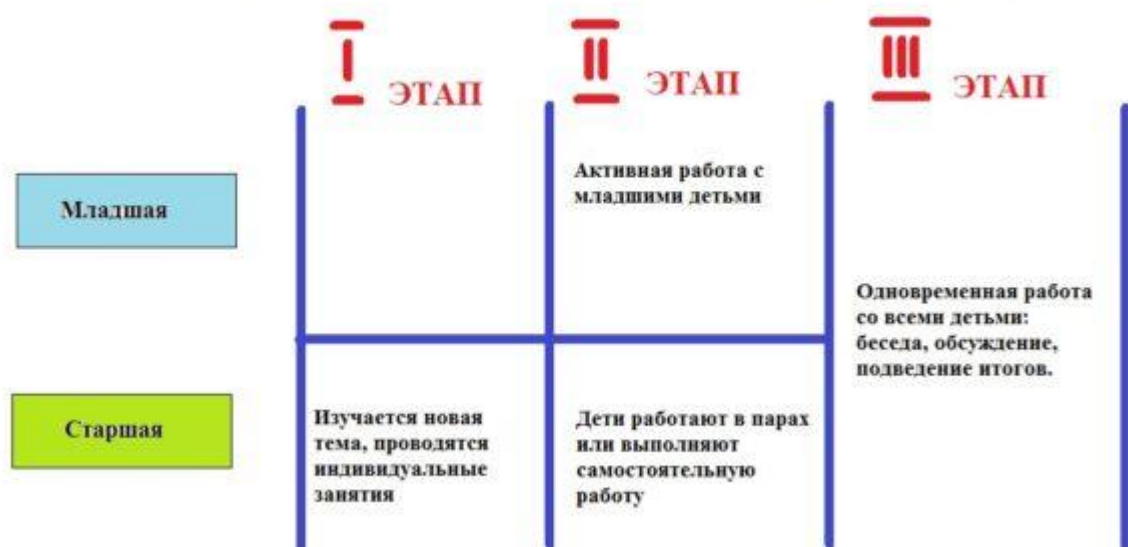 I ЭТАП
II ЭТАП
III ЭТАП
Младшая
Активная работа с
младшими детьми
Одновременная работа
со всеми детьми:
беседа, обсуждение,
подведение итогов.
Старшая
Изучается новая
тема, проводятся
индивидуальные
занятия
Дети работают в парах
или выполняют
самостоятельную
работу